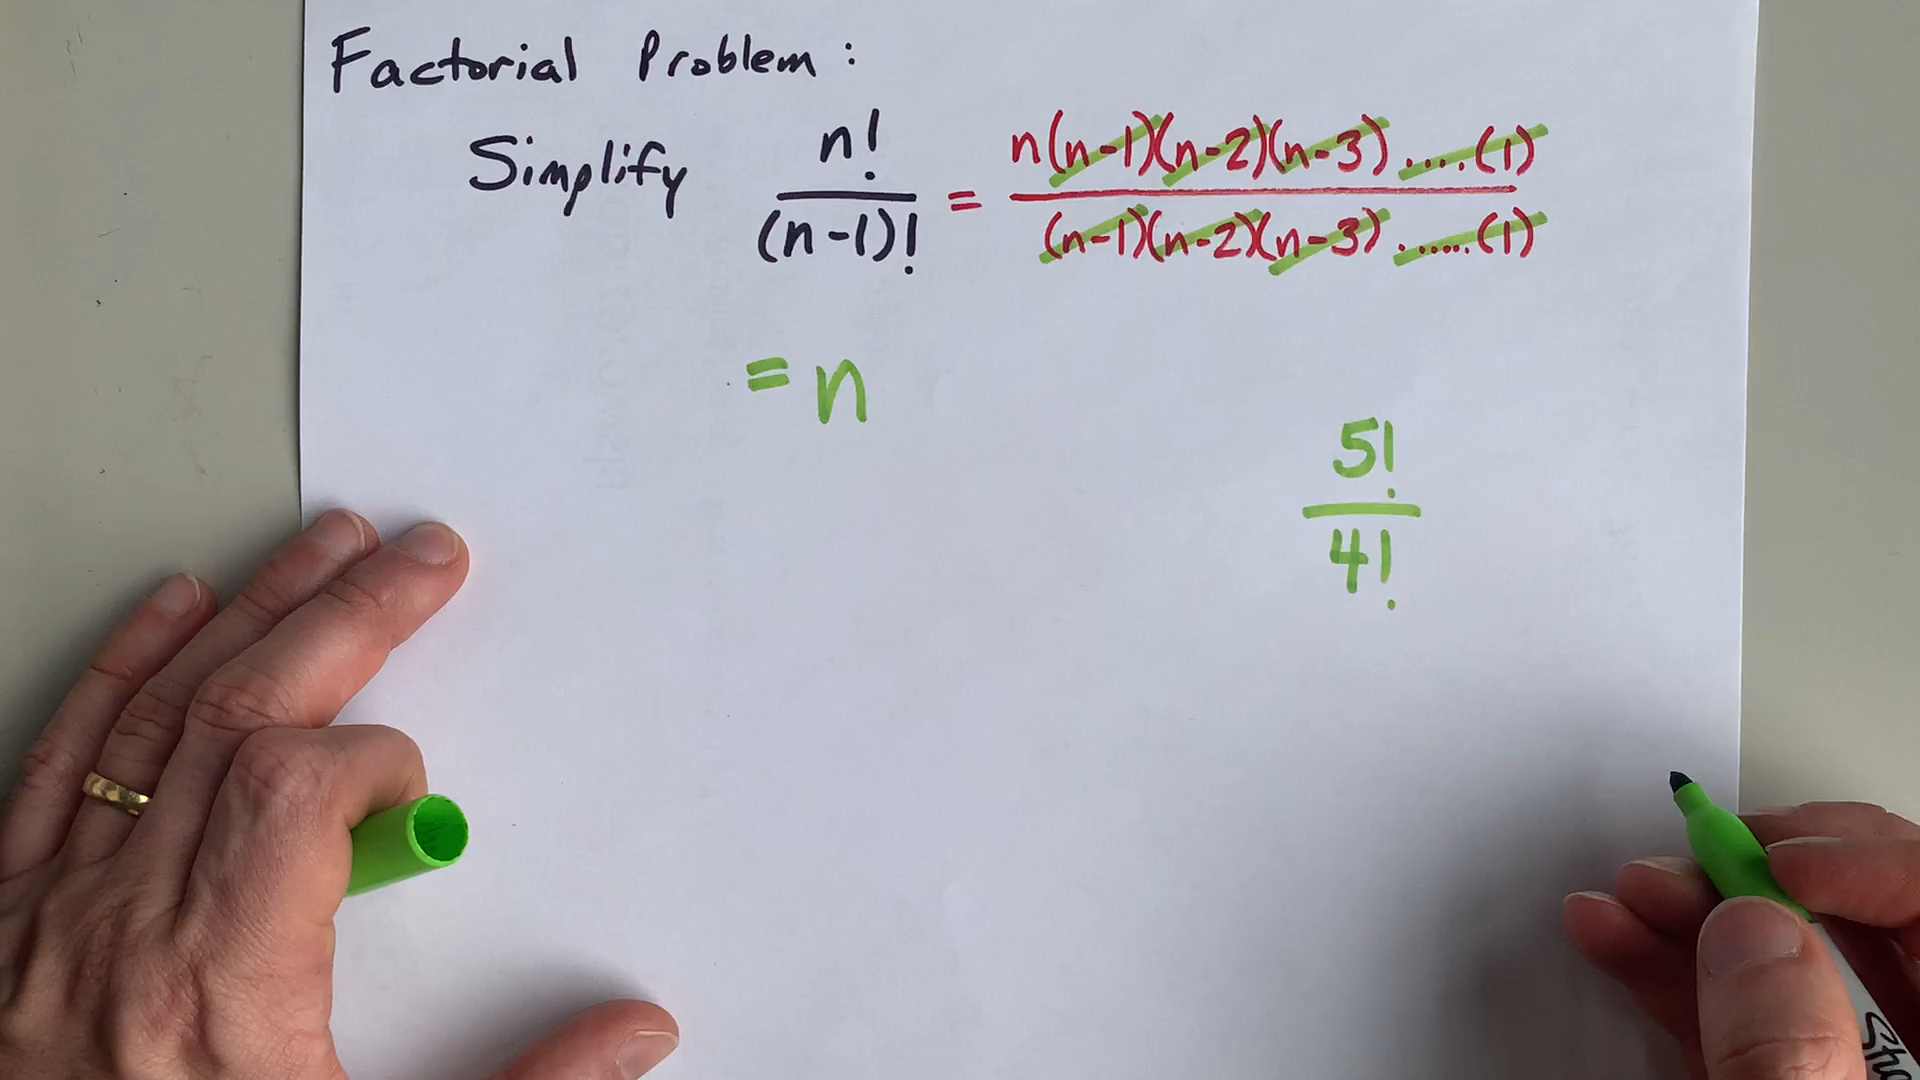 Factorial Problem:
Simplify n!/(n-1)! = n(n-1)(n-2)(n-3)....(1)/(n-1)(n-2)(n-3).....(1)
= n
5!
4!